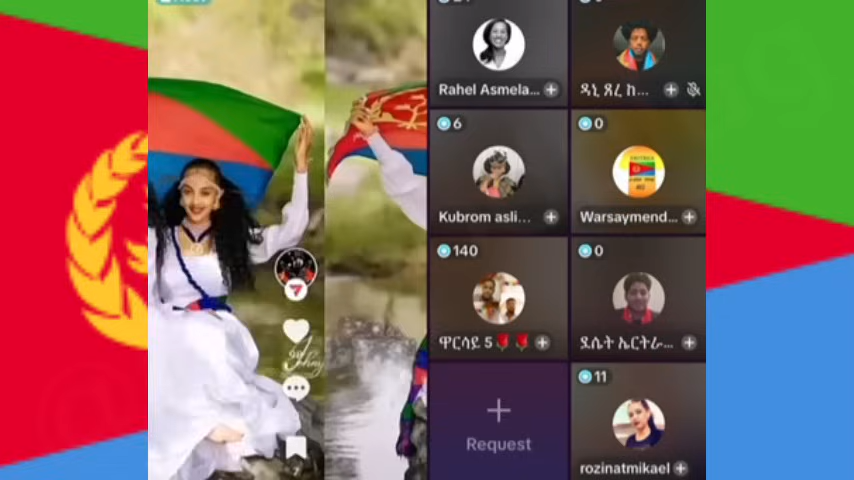 Rahel Asmela...
ዳኒ ጸረ ከ...
6
0
Kubrom asli...
Warsaymend...
140
0
ዋርሳይ 5🌹🌹
ደሴት ኤርትራ...
Request
11
rozinatmikael